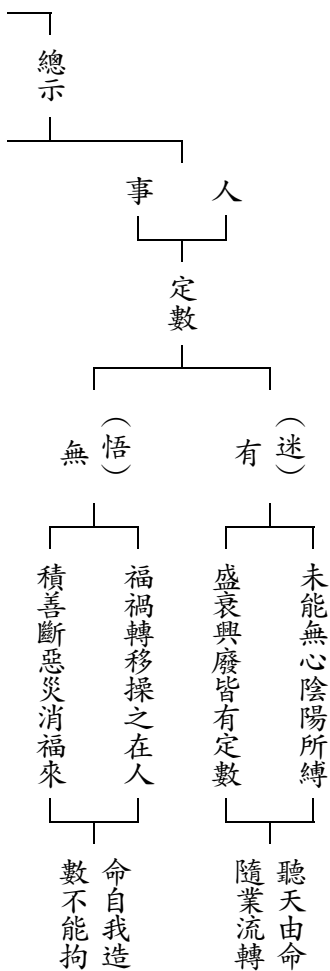 總示
人
事
定數
（迷）
有
（悟）
無
未能無心陰陽所縛
盛衰興廢皆有定數
福禍轉移操之在人
積善斷惡災消福來
聽天由命
隨業流轉
命自我造
數不能拘